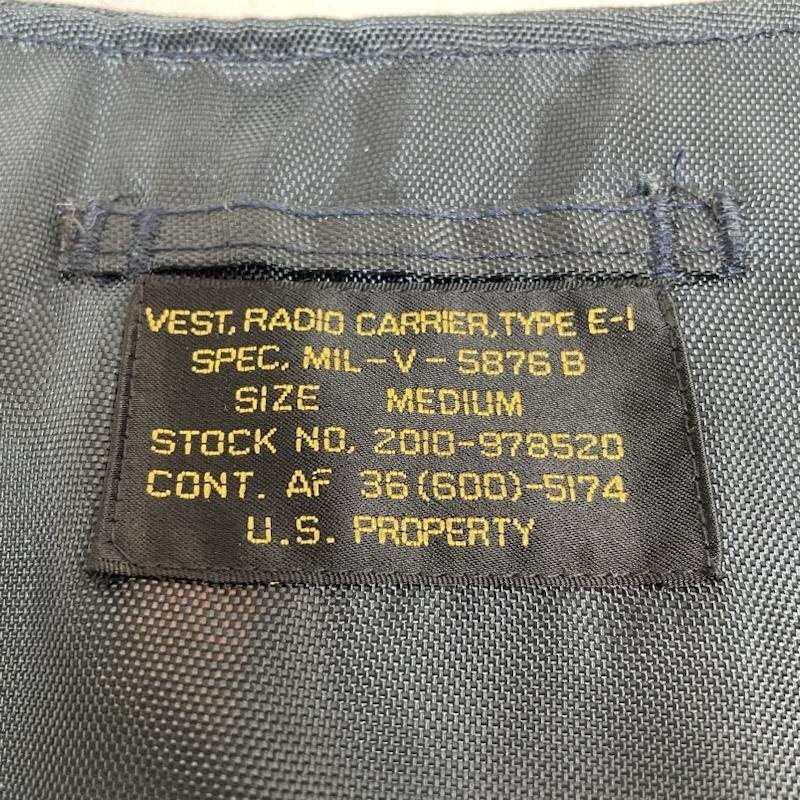 VEST, RADIO CARRIER, TYPE E-1
SPEC. MIL-V-5876 B
SIZE MEDIUM
STOCK NO. 2010-978520
CONT. AF 36(600)-5174
U.S. PROPERTY